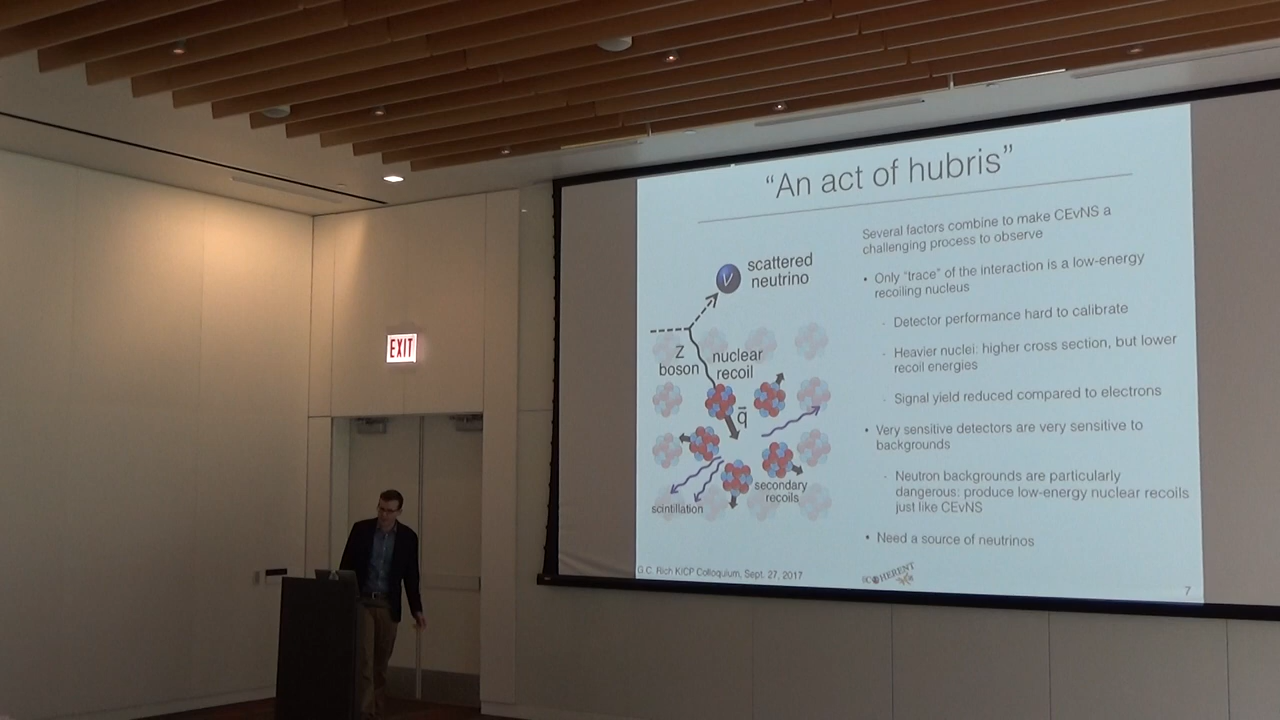 "An act of hubris"
Several factors combine to make CEvNS a
challenging process to observe
• Only "trace" of the interaction is a low-energy
recoiling nucleus
- Detector performance hard to calibrate
- Heavier nuclei: higher cross section, but lower
recoil energies
- Signal yield reduced compared to electrons
• Very sensitive detectors are very sensitive to
backgrounds
- Neutron backgrounds are particularly
dangerous: produce low-energy nuclear recoils
just like CEvNS
• Need a source of neutrinos
ν
scattered
neutrino
Z
boson
nuclear
recoil
q̄
secondary
recoils
scintillation
G.C. Rich KICP Colloquium, Sept. 27, 2017
COHERENT
7
EXIT